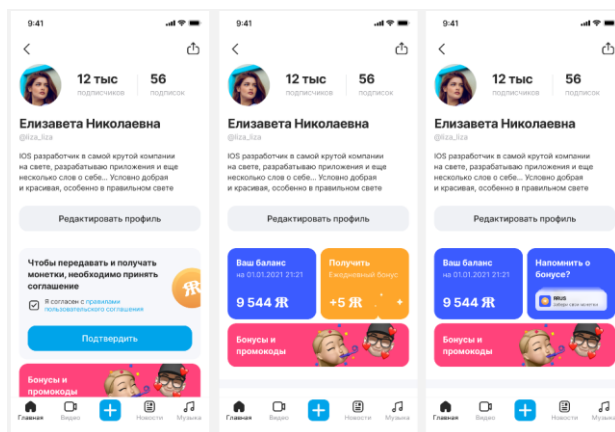 9:41
12 тыс
подписчиков
56
подписок
Елизавета Николаевна
@liza_liza
IOS разработчик в самой крутой компании
на свете, разрабатываю приложения и еще
несколько слов о себе... Условно добрая
и красивая, особенно в правильном свете
Редактировать профиль
Чтобы передавать и получать
монетки, необходимо принять
соглашение
Я согласен с правилами
пользовательского соглашения
Подтвердить
Бонусы и
промокоды
Главная Видео Новости Музыка
9:41
12 тыс
подписчиков
56
подписок
Елизавета Николаевна
@liza_liza
IOS разработчик в самой крутой компании
на свете, разрабатываю приложения и еще
несколько слов о себе... Условно добрая
и красивая, особенно в правильном свете
Редактировать профиль
Ваш баланс
на 01.01.2021 21:21
9 544 Я
Получить
Ежедневный бонус
+5 Я
Бонусы и
промокоды
Главная Видео Новости Музыка
9:41
12 тыс
подписчиков
56
подписок
Елизавета Николаевна
@liza_liza
IOS разработчик в самой крутой компании
на свете, разрабатываю приложения и еще
несколько слов о себе... Условно добрая
и красивая, особенно в правильном свете
Редактировать профиль
Ваш баланс
на 01.01.2021 21:21
9 544 Я
Напомнить о
бонусе?
Забери свои монетки
Бонусы и
промокоды
Главная Видео Новости Музыка